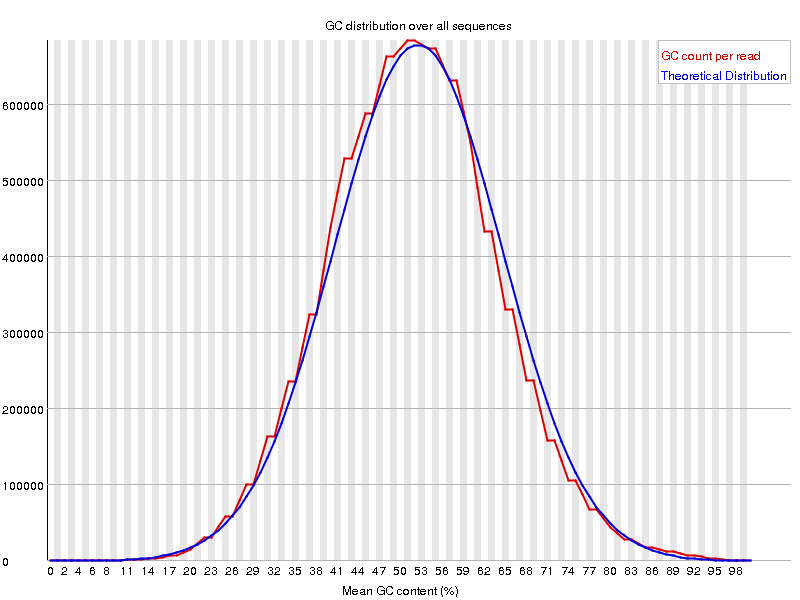 GC distribution over all sequences
GC count per read
Theoretical Distribution
600000
500000
400000
300000
200000
100000
0
0 2 4 6 8 11 14 17 20 23 26 29 32 35 38 41 44 47 50 53 56 59 62 65 68 71 74 77 80 83 86 89 92 95 98
Mean GC content (%)